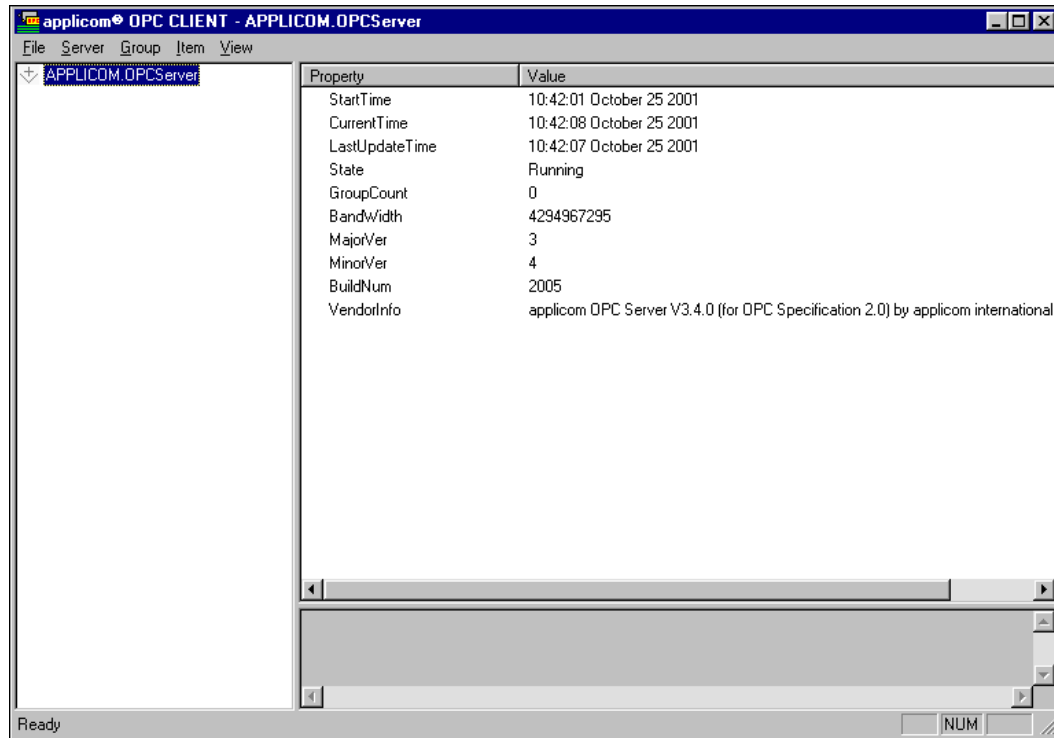 applicom® OPC CLIENT - APPLICOM.OPCServer
File Server Group Item View
APPLICOM.OPCServer
Property Value
StartTime 10:42:01 October 25 2001
CurrentTime 10:42:08 October 25 2001
LastUpdateTime 10:42:07 October 25 2001
State Running
GroupCount 0
BandWidth 4294967295
MajorVer 3
MinorVer 4
BuildNum 2005
VendorInfo applicom OPC Server V3.4.0 (for OPC Specification 2.0) by applicom international
Ready NUM